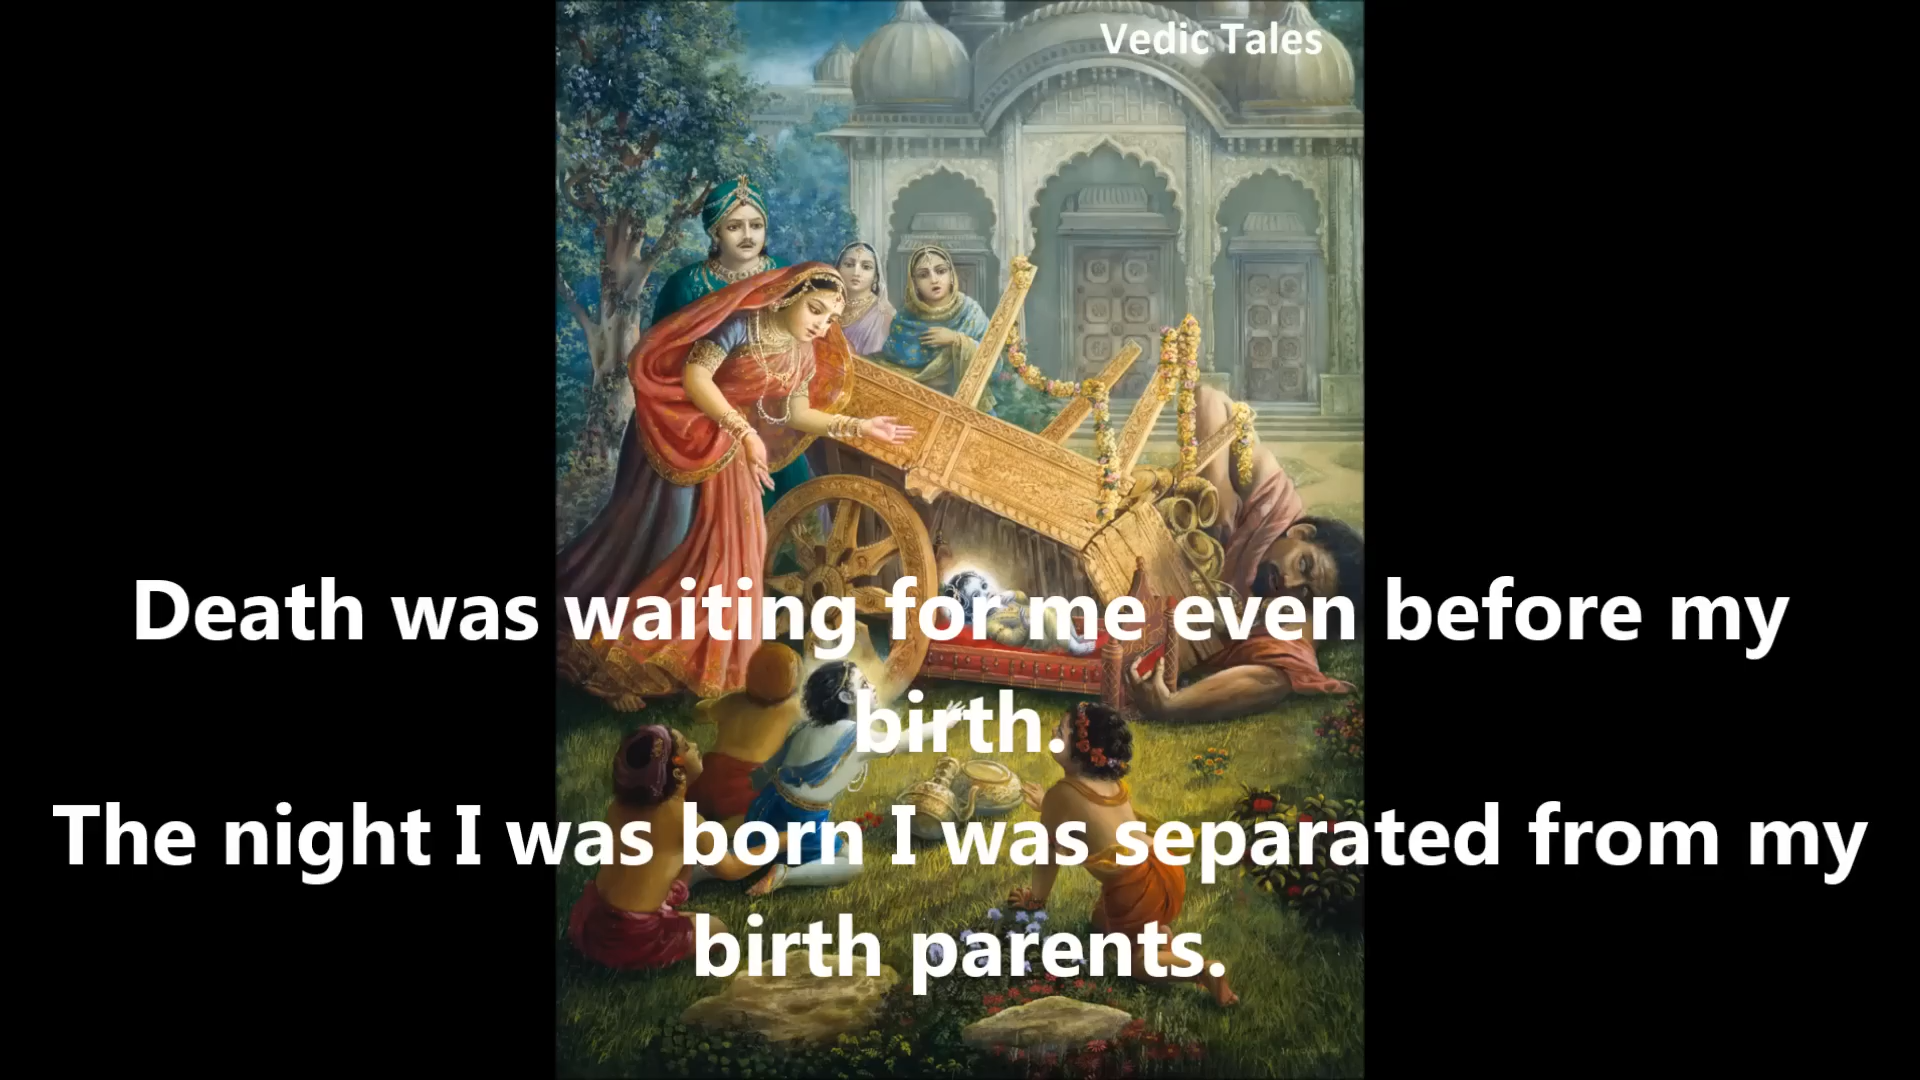 Vedic Tales
Death was waiting for me even before my
birth.
The night I was born I was separated from my
birth parents.